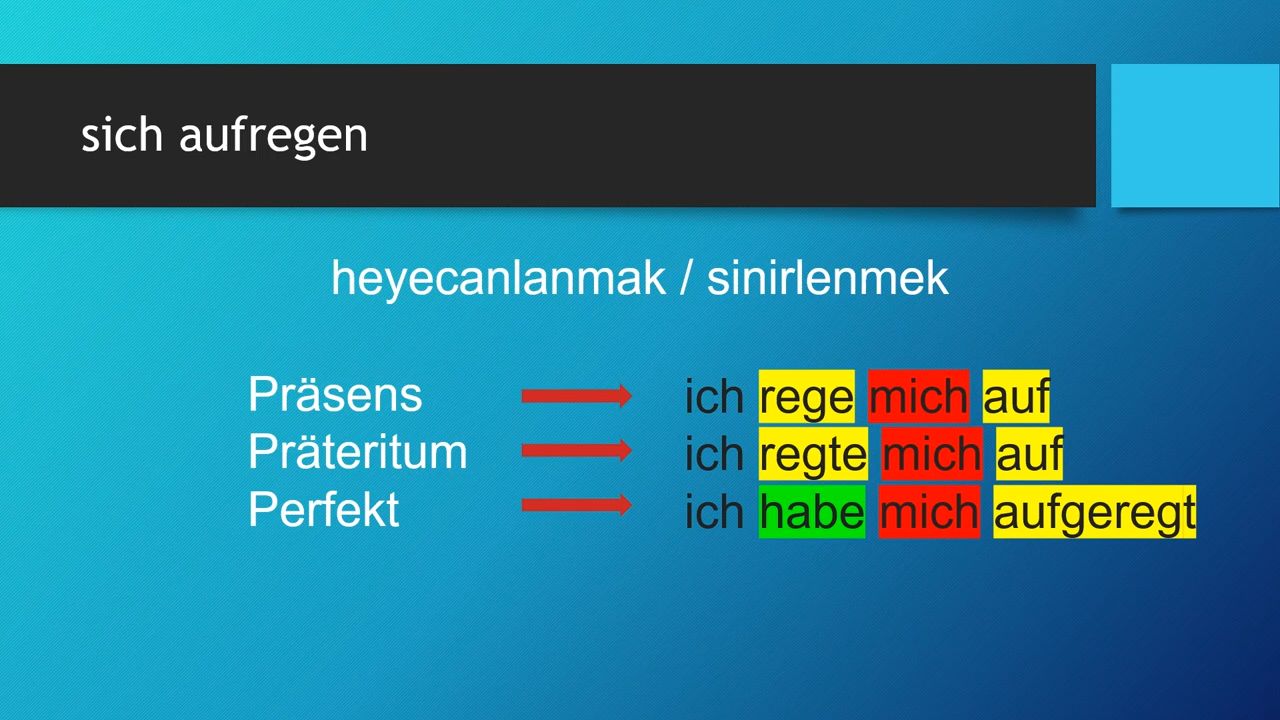 sich aufregen
heyecanlanmak / sinirlenmek
Präsens ich rege mich auf
Präteritum ich regte mich auf
Perfekt ich habe mich aufgeregt